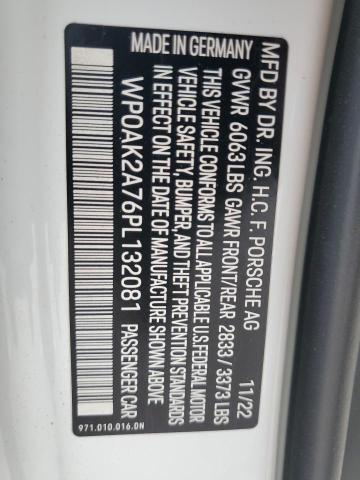 MFD BY DR. ING. H.C. F. PORSCHE AG 11/22
GVWR 6063 LBS GAWR FRONT/REAR 2833 / 3373 LBS
THIS VEHICLE CONFORMS TO ALL APPLICABLE U.S. FEDERAL MOTOR
VEHICLE SAFETY, BUMPER, AND THEFT PREVENTION STANDARDS
IN EFFECT ON THE DATE OF MANUFACTURE SHOWN ABOVE
WP0AK2A76PL132081 PASSENGER CAR
MADE IN GERMANY
971.010.016.DN